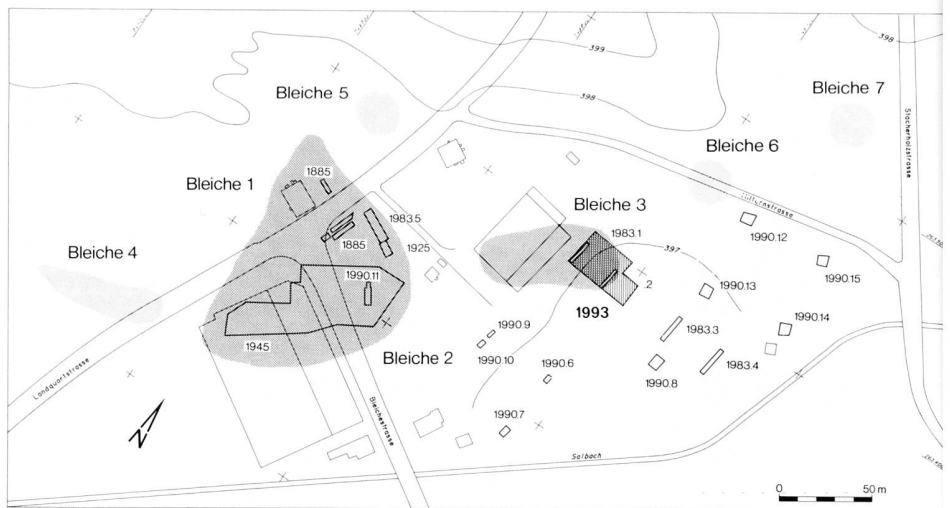 399
398
398
Bleiche 5
Bleiche 7
Bleiche 6
Bleiche 1
1885
Bleiche 3
Stacherholzstrasse
1983.5
1983.1
1885
1925
397
1990.12
Bleiche 4
1990.11
.2
1990.13
1990.15
1993
1990.9
1983.3
1990.14
1945
Bleiche 2
1990.10
1990.6
1983.4
1990.8
Landquartstrasse
Bleichestrasse
1990.7
N
Salbach
0 50 m